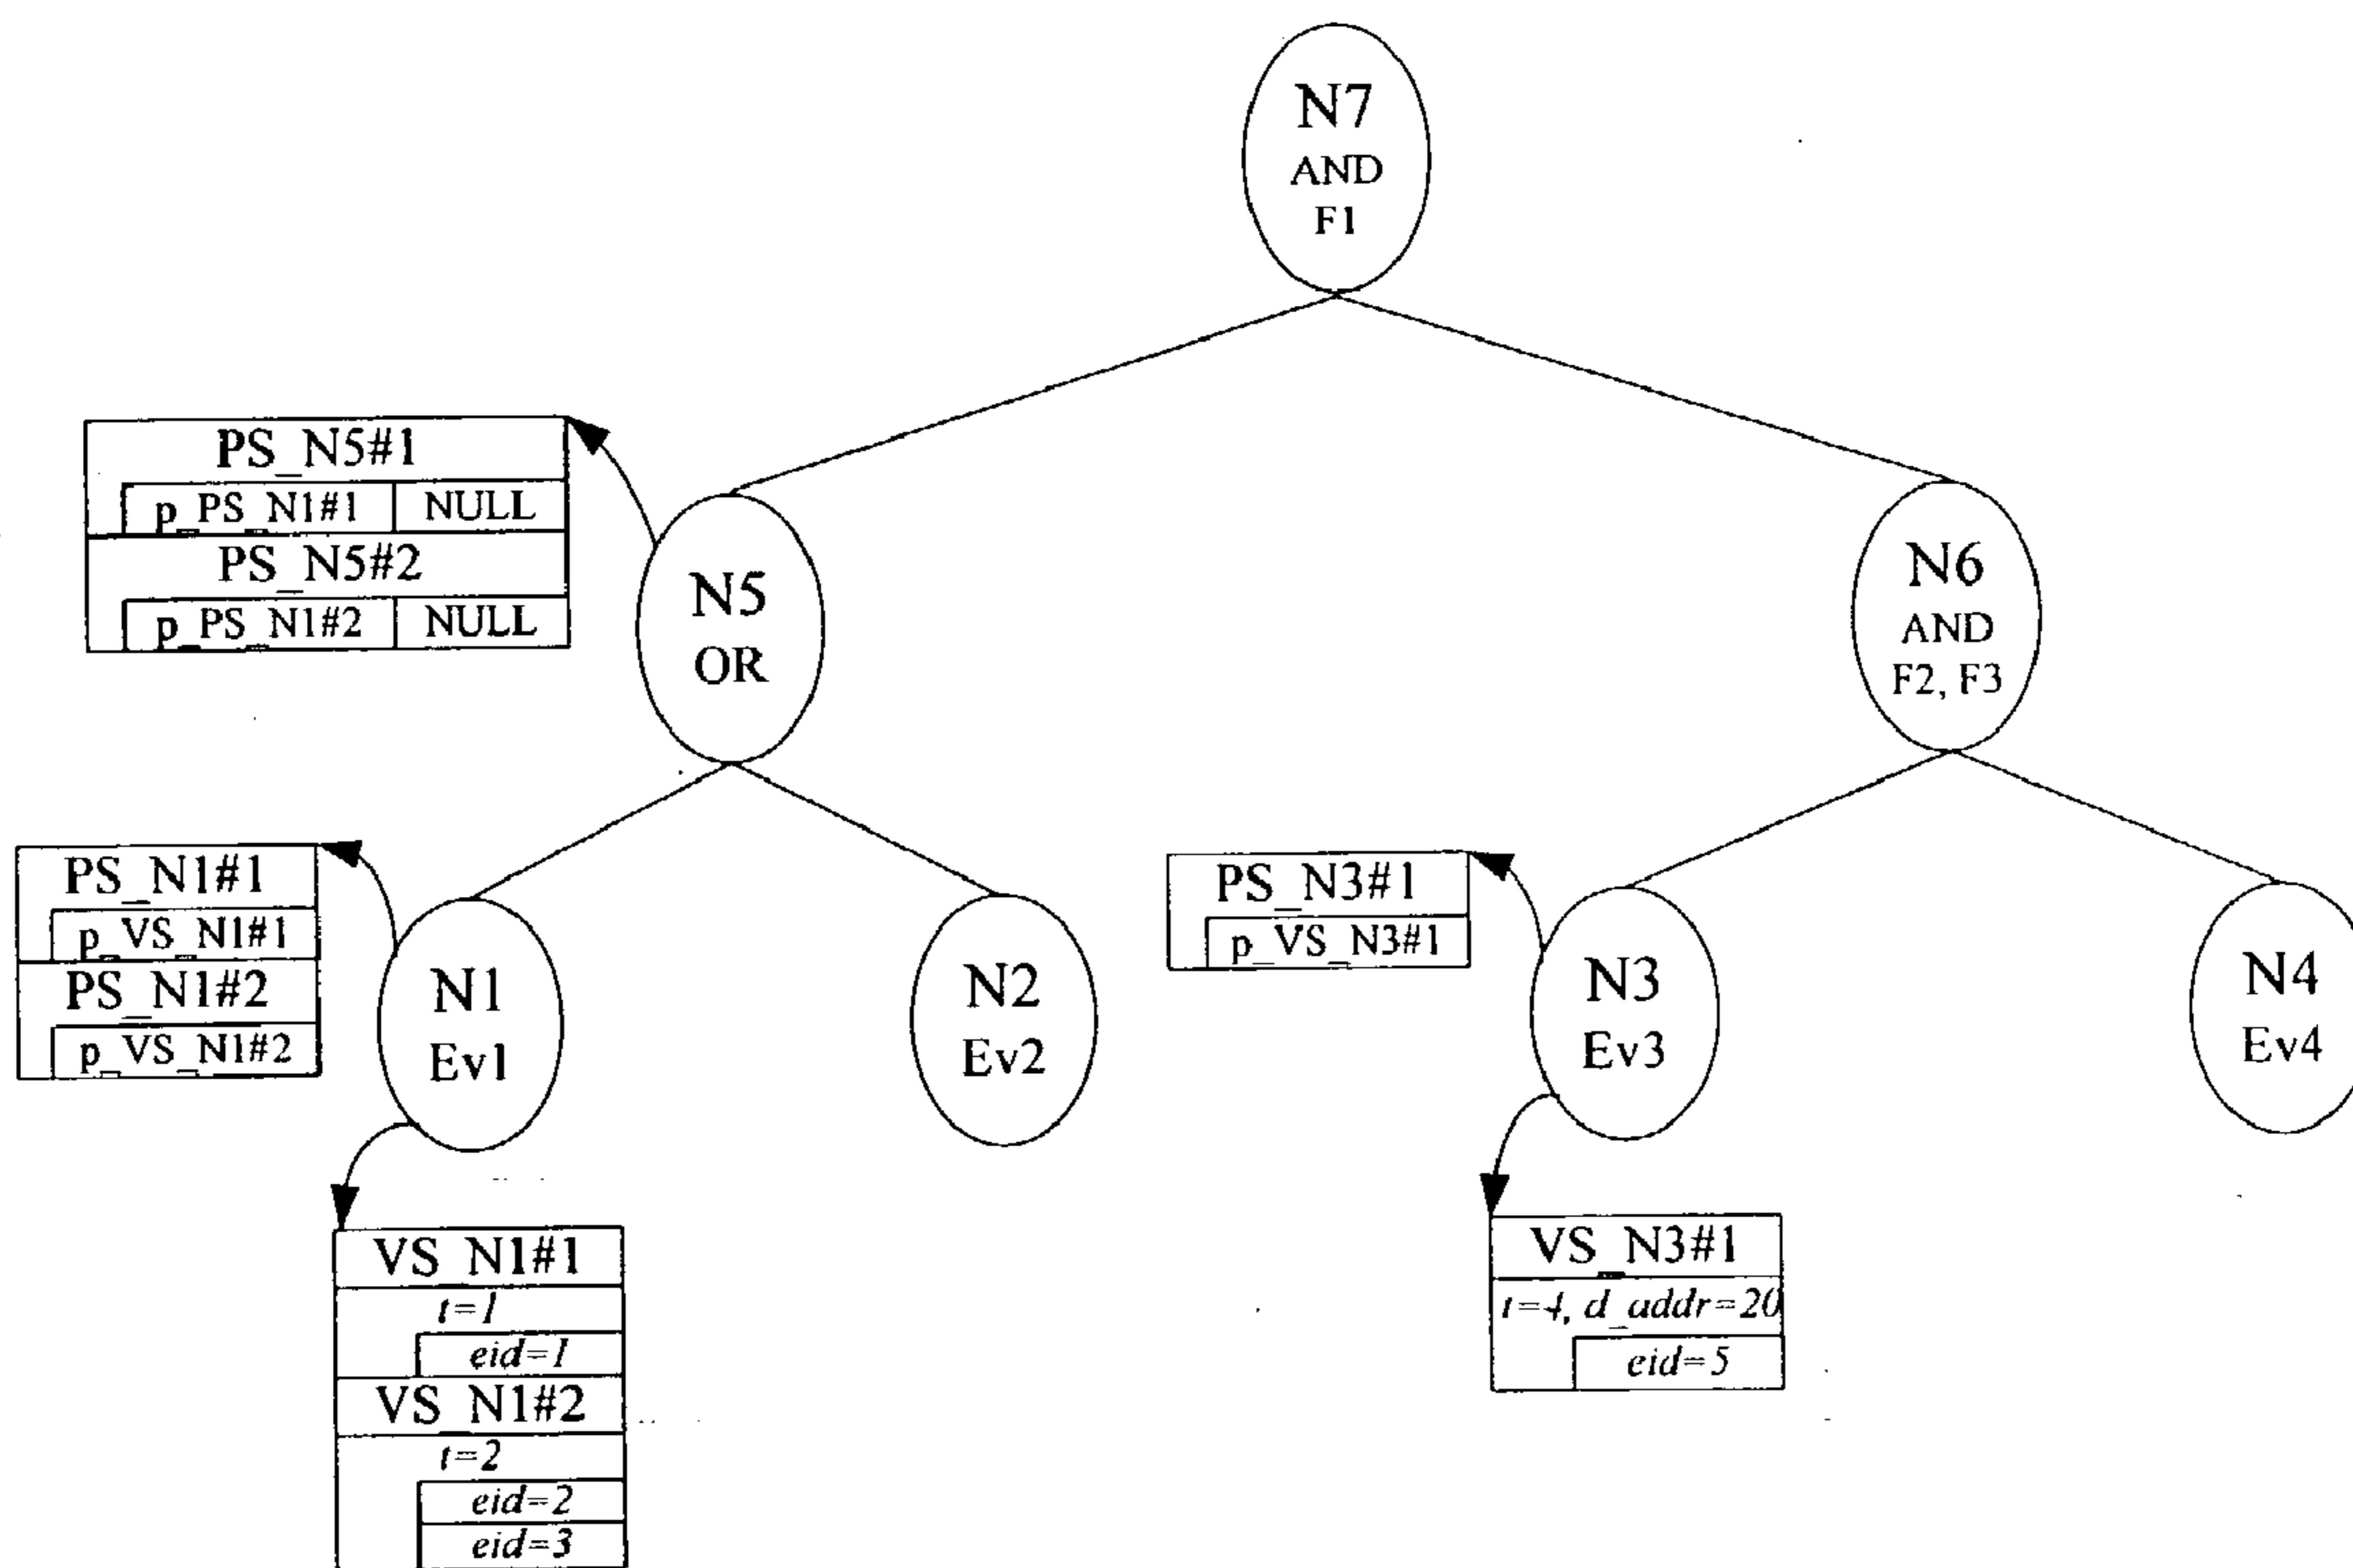 N7
AND
F1
PS_N5#1
p_PS_N1#1 NULL
PS_N5#2
p_PS_N1#2 NULL
N5
OR
N6
AND
F2, F3
PS_N1#1
p_VS_N1#1
PS_N1#2
p_VS_N1#2
N1
Ev1
N2
Ev2
PS_N3#1
p_VS_N3#1
N3
Ev3
N4
Ev4
VS_N1#1
t=1
eid=1
VS_N1#2
t=2
eid=2
eid=3
VS_N3#1
t=4, d_addr=20
eid=5